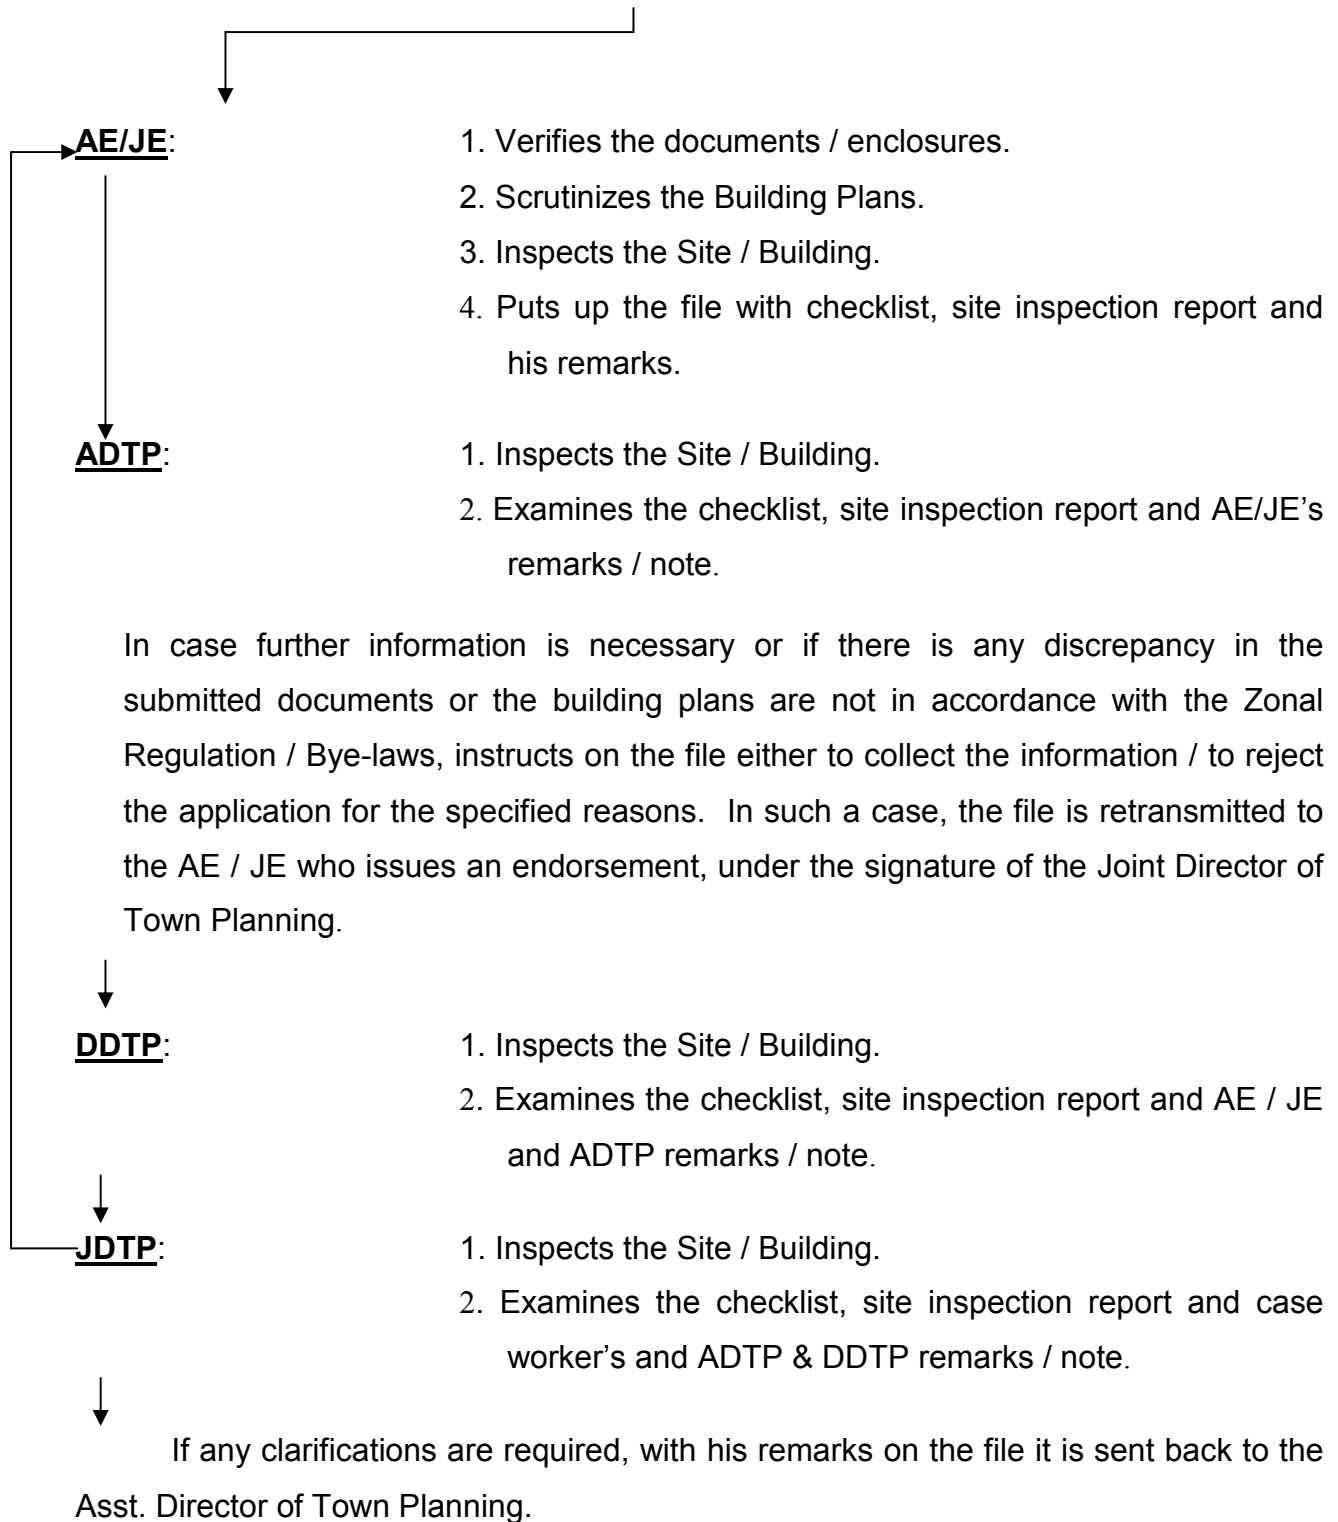 AE/JE: 1. Verifies the documents / enclosures.
2. Scrutinizes the Building Plans.
3. Inspects the Site / Building.
4. Puts up the file with checklist, site inspection report and
his remarks.
ADTP: 1. Inspects the Site / Building.
2. Examines the checklist, site inspection report and AE/JE’s
remarks / note.
In case further information is necessary or if there is any discrepancy in the
submitted documents or the building plans are not in accordance with the Zonal
Regulation / Bye-laws, instructs on the file either to collect the information / to reject
the application for the specified reasons. In such a case, the file is retransmitted to
the AE / JE who issues an endorsement, under the signature of the Joint Director of
Town Planning.
DDTP: 1. Inspects the Site / Building.
2. Examines the checklist, site inspection report and AE / JE
and ADTP remarks / note.
JDTP: 1. Inspects the Site / Building.
2. Examines the checklist, site inspection report and case
worker’s and ADTP & DDTP remarks / note.
If any clarifications are required, with his remarks on the file it is sent back to the
Asst. Director of Town Planning.